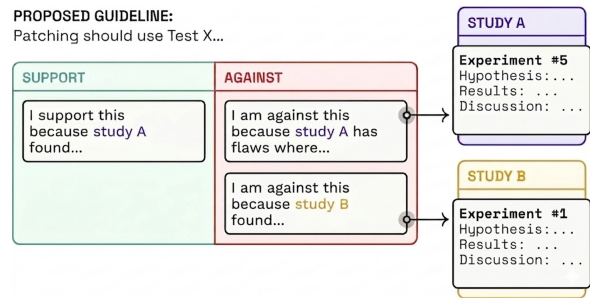 PROPOSED GUIDELINE:
Patching should use Test X...
SUPPORT
I support this
because study A
found...
AGAINST
I am against this
because study A has
flaws where...
I am against this
because study B
found...
STUDY A
Experiment #5
Hypothesis:...
Results: ...
Discussion: ...
STUDY B
Experiment #1
Hypothesis:...
Results: ...
Discussion: ...